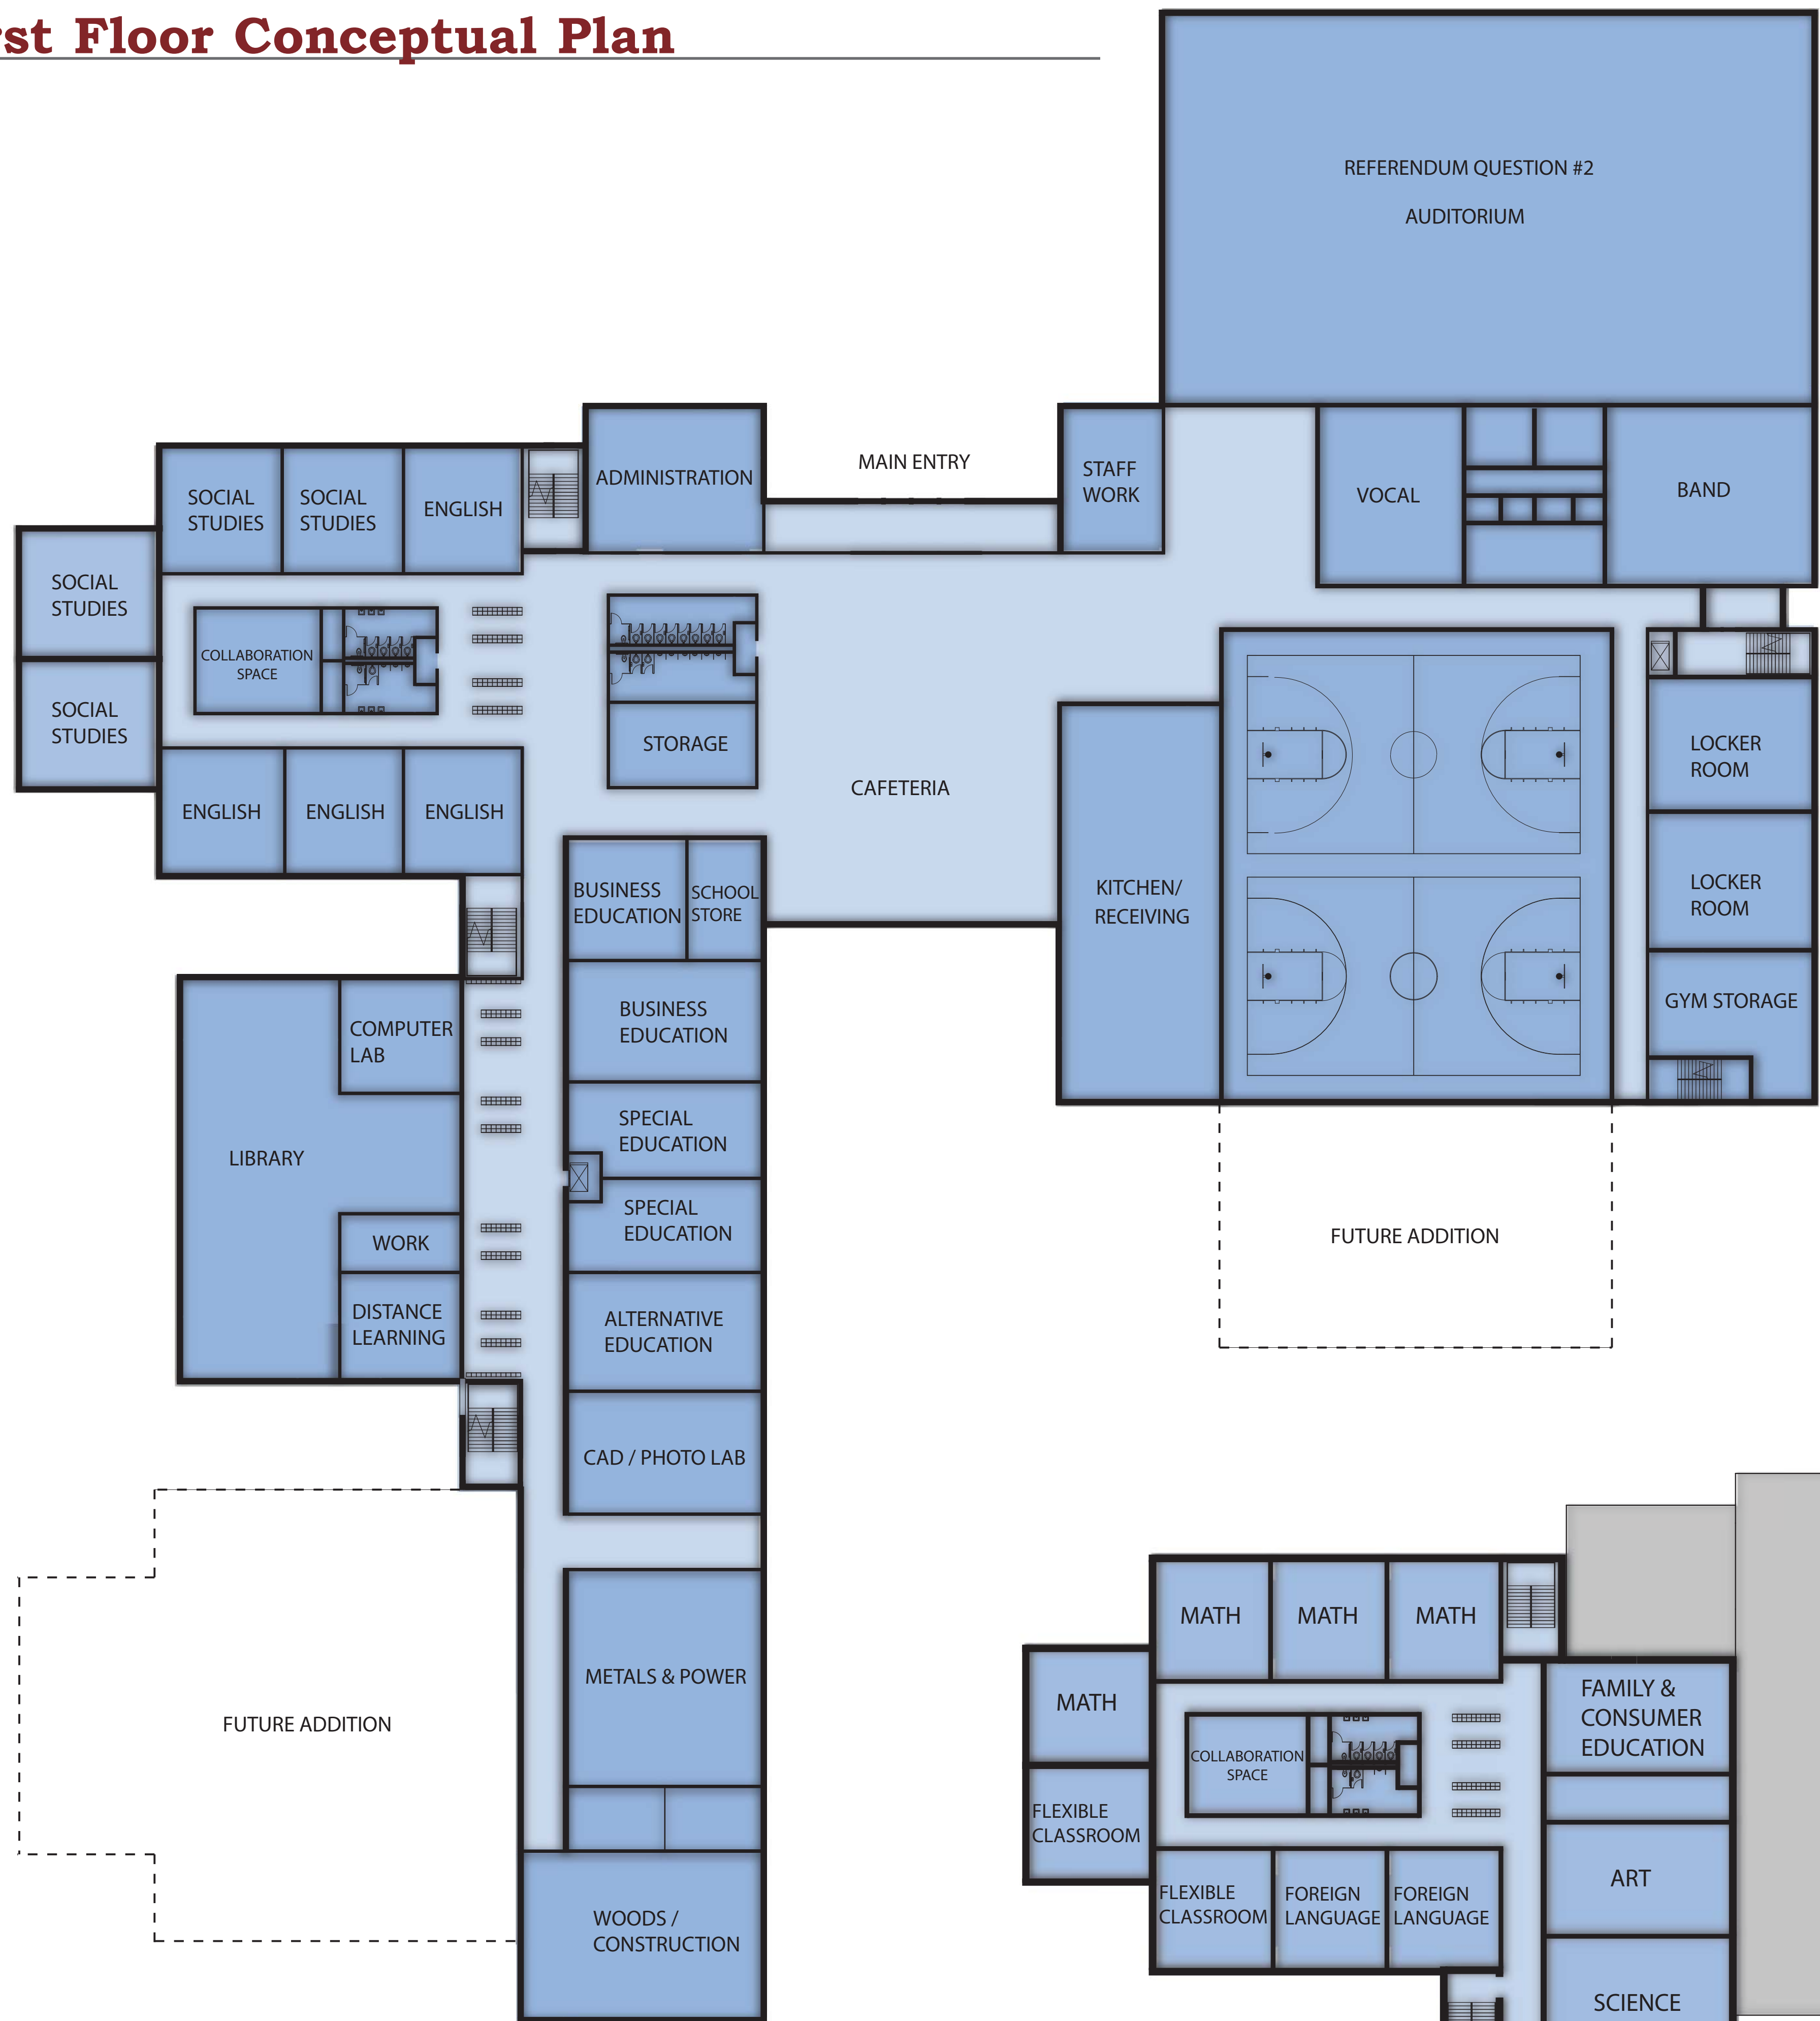 rst Floor Conceptual Plan
REFERENDUM QUESTION #2
AUDITORIUM
MAIN ENTRY
ADMINISTRATION
STAFF
WORK
VOCAL
BAND
SOCIAL
STUDIES
SOCIAL
STUDIES
ENGLISH
SOCIAL
STUDIES
COLLABORATION
SPACE
SOCIAL
STUDIES
STORAGE
CAFETERIA
LOCKER
ROOM
ENGLISH
ENGLISH
ENGLISH
BUSINESS
EDUCATION
SCHOOL
STORE
KITCHEN/
RECEIVING
LOCKER
ROOM
GYM STORAGE
COMPUTER
LAB
BUSINESS
EDUCATION
LIBRARY
SPECIAL
EDUCATION
WORK
SPECIAL
EDUCATION
FUTURE ADDITION
DISTANCE
LEARNING
ALTERNATIVE
EDUCATION
CAD / PHOTO LAB
METALS & POWER
FUTURE ADDITION
WOODS /
CONSTRUCTION
MATH
MATH
MATH
MATH
FAMILY &
CONSUMER
EDUCATION
COLLABORATION
SPACE
FLEXIBLE
CLASSROOM
ART
FLEXIBLE
CLASSROOM
FOREIGN
LANGUAGE
FOREIGN
LANGUAGE
SCIENCE